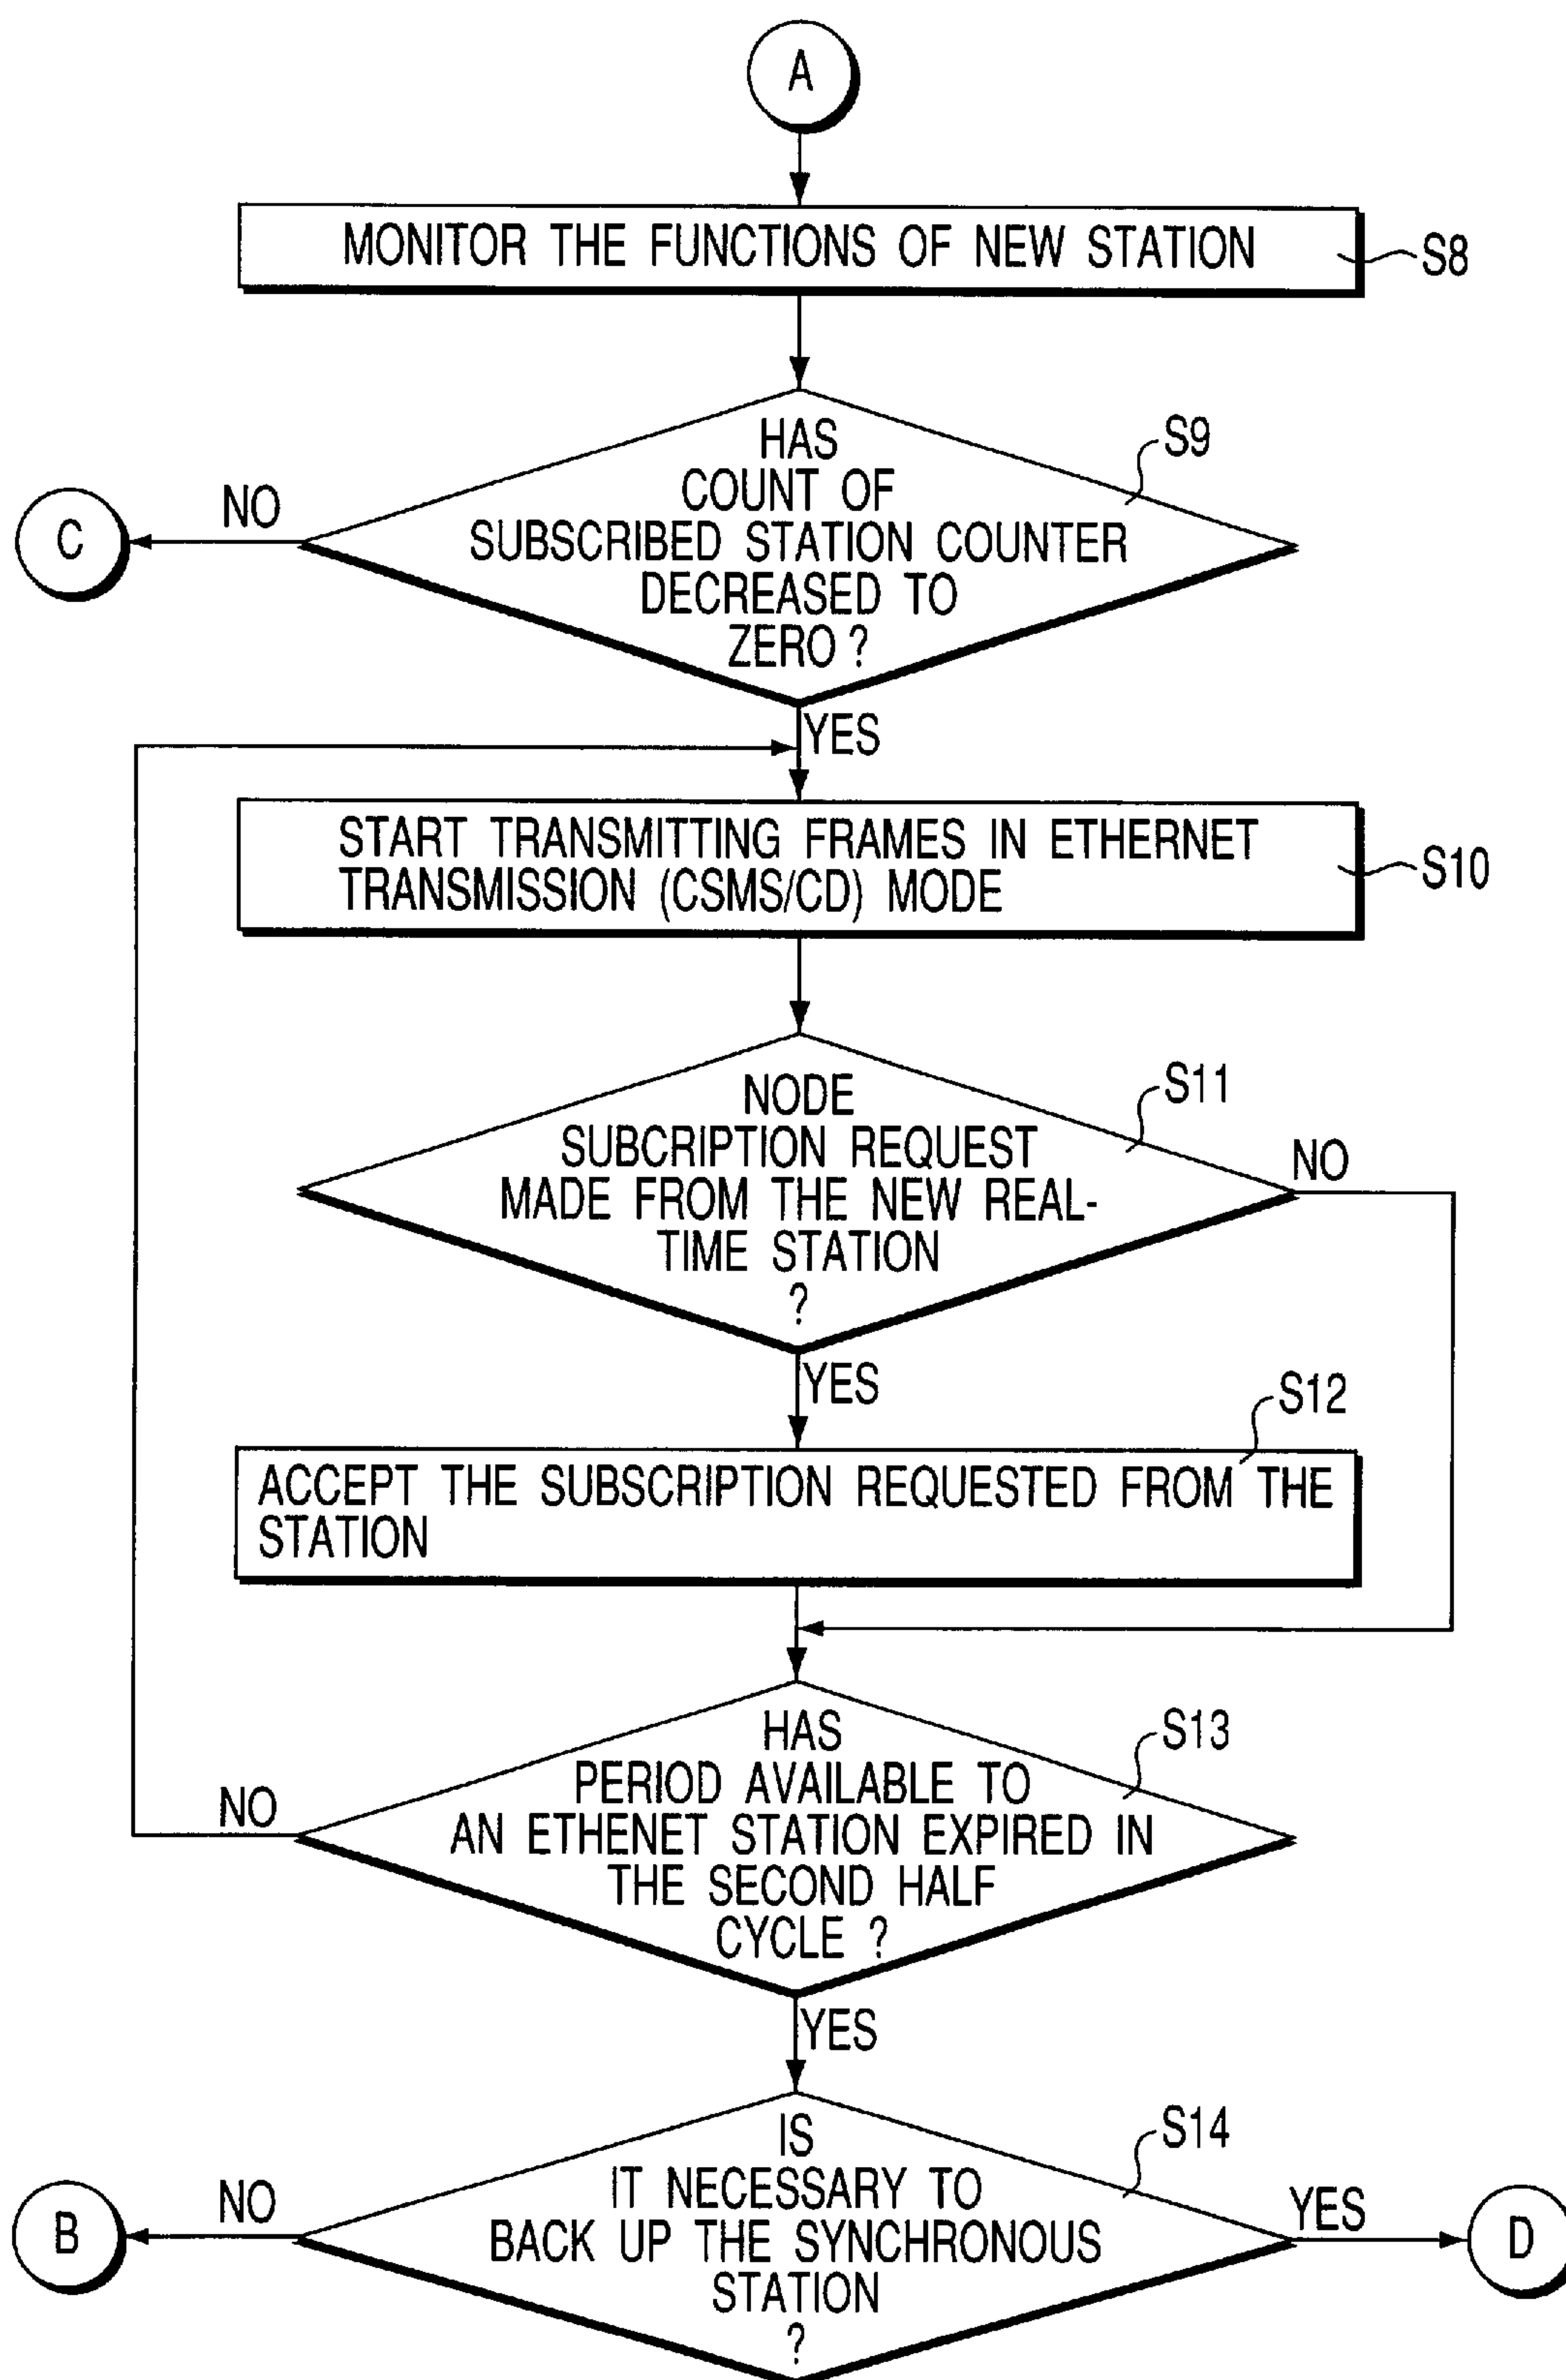 A
MONITOR THE FUNCTIONS OF NEW STATION
S8
HAS
COUNT OF
SUBSCRIBED STATION COUNTER
DECREASED TO
ZERO ?
S9
NO
C
YES
START TRANSMITTING FRAMES IN ETHERNET
TRANSMISSION (CSMS/CD) MODE
S10
NODE
SUBCRIPTION REQUEST
MADE FROM THE NEW REAL-
TIME STATION
?
S11
NO
YES
S12
ACCEPT THE SUBSCRIPTION REQUESTED FROM THE
STATION
HAS
PERIOD AVAILABLE TO
AN ETHENET STATION EXPIRED IN
THE SECOND HALF
CYCLE ?
S13
NO
YES
IS
IT NECESSARY TO
BACK UP THE SYNCHRONOUS
STATION
?
S14
NO
B
YES
D